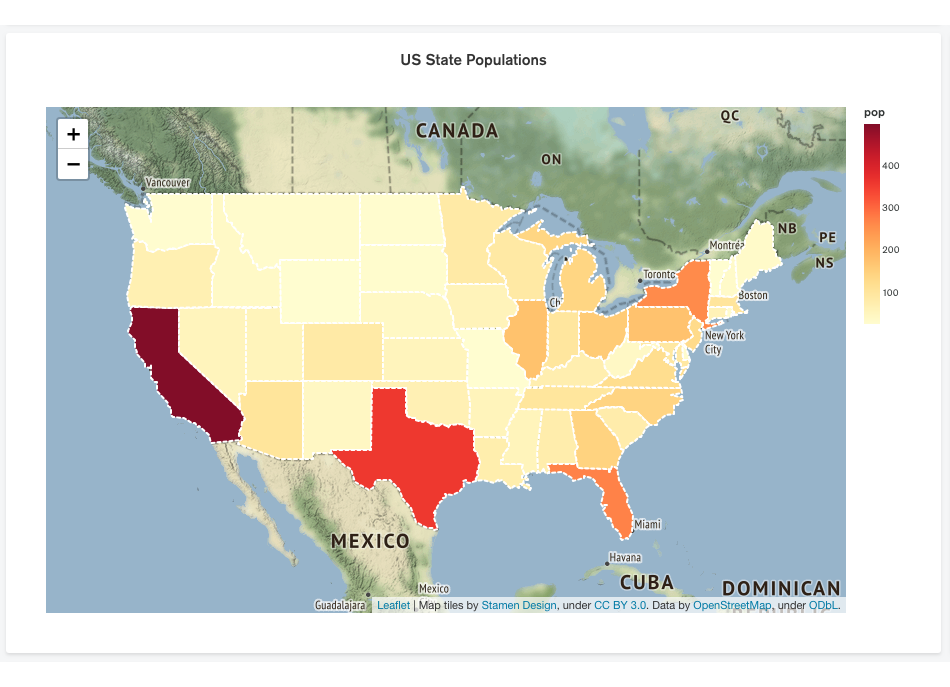 US State Populations
pop
+
−
CANADA
QC
ON
400
300
200
100
Vancouver
NB
PE
NS
Toronto
Boston
New York
City
Miami
MEXICO
Havana
CUBA
DOMINICAN
Mexico
Guadalajara
Leaflet | Map tiles by Stamen Design, under CC BY 3.0. Data by OpenStreetMap, under ODbL.